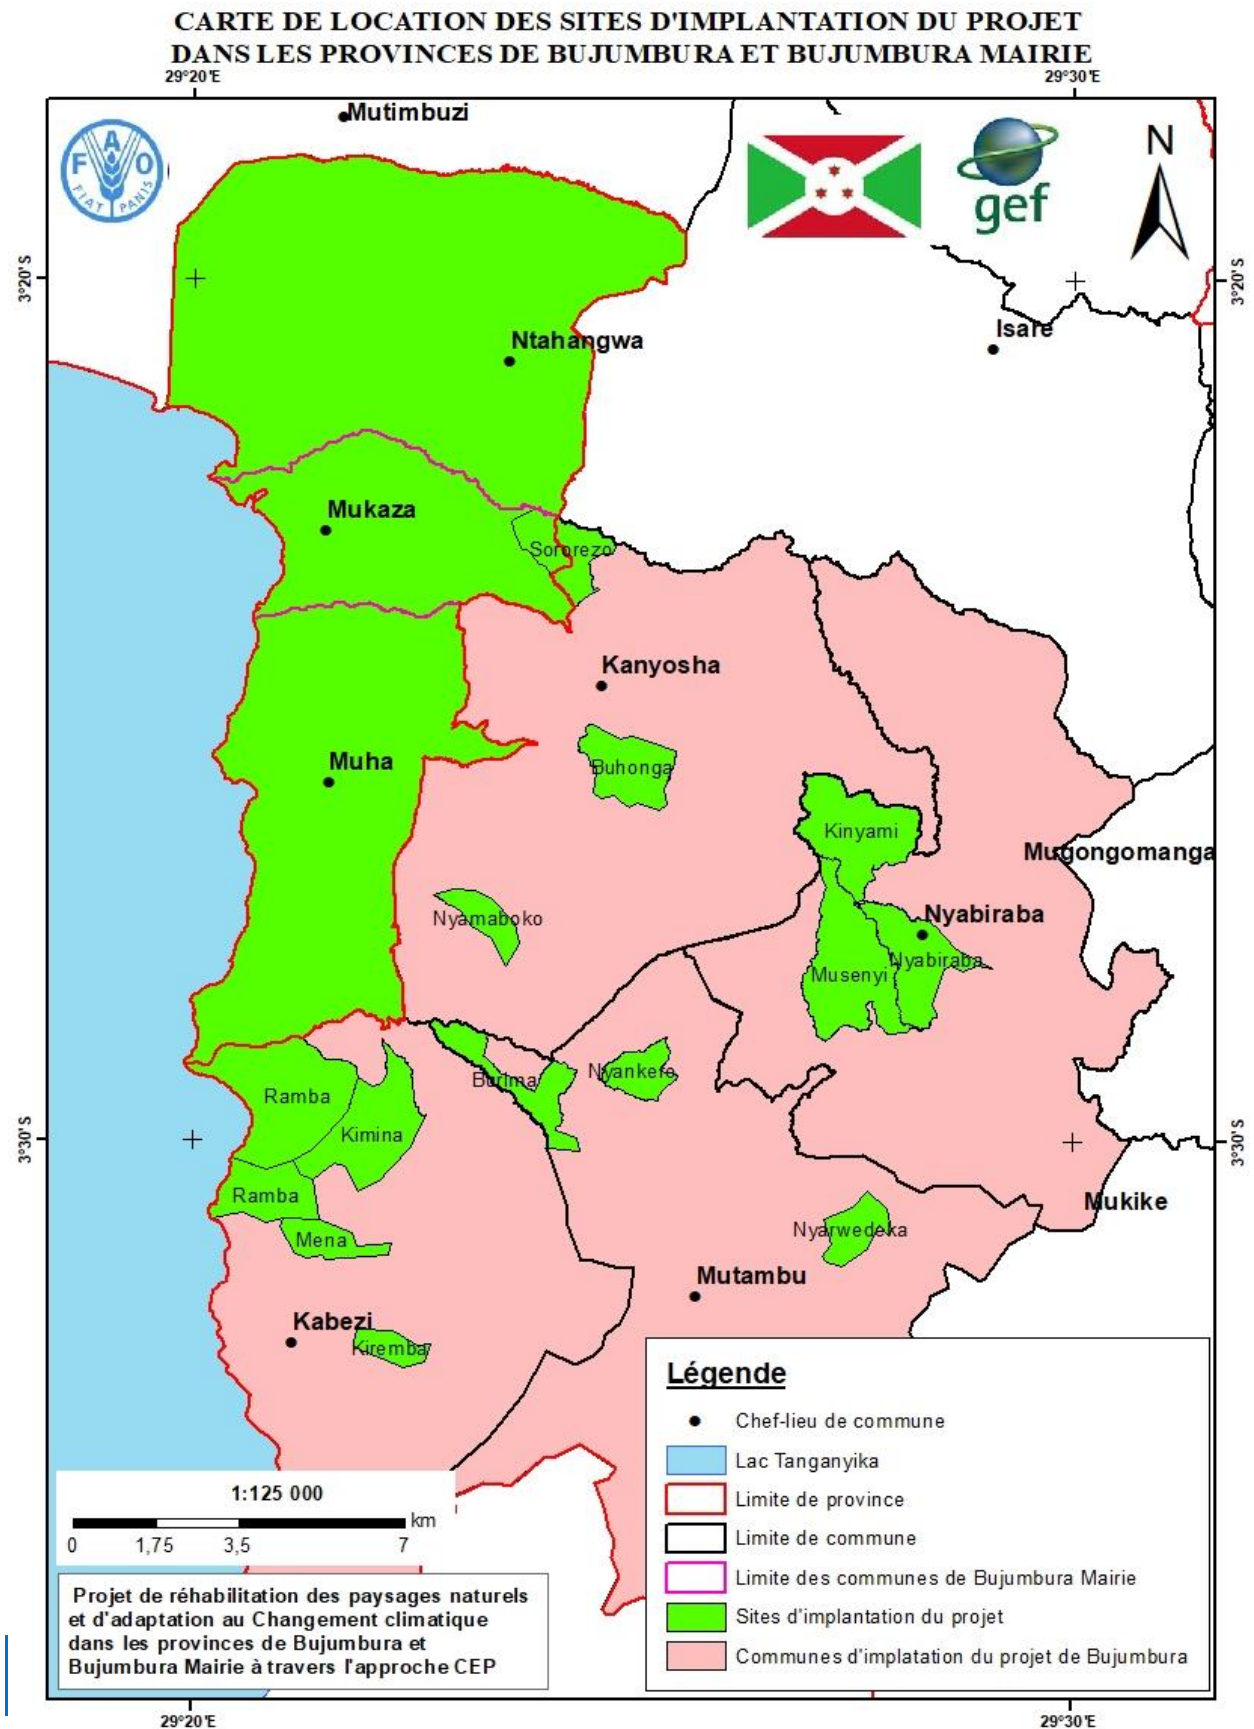 CARTE DE LOCATION DES SITES D'IMPLANTATION DU PROJET
DANS LES PROVINCES DE BUJUMBURA ET BUJUMBURA MAIRIE
29°20'E
29°30'E
Mutimbuzi
F A O
FIAT PANIS
gef
N
3°20'S
3°20'S
Isare
Ntahangwa
Mukaza
Sororezo
Kanyosha
Muha
Buhonga
Kinyami
Mugongomanga
Nyamaboko
Nyabiraba
Nyabiraba
Musenyi
Burima
Nyankere
Ramba
Kimina
3°30'S
3°30'S
Ramba
Mukike
Mena
Nyarwedeka
Mutambu
Kabezi
Kiremba
Légende
Chef-lieu de commune
Lac Tanganyika
Limite de province
Limite de commune
Limite des communes de Bujumbura Mairie
Sites d'implantation du projet
Communes d'implatation du projet de Bujumbura
1:125 000
km
0 1,75 3,5 7
Projet de réhabilitation des paysages naturels
et d'adaptation au Changement climatique
dans les provinces de Bujumbura et
Bujumbura Mairie à travers l'approche CEP
29°20'E
29°30'E